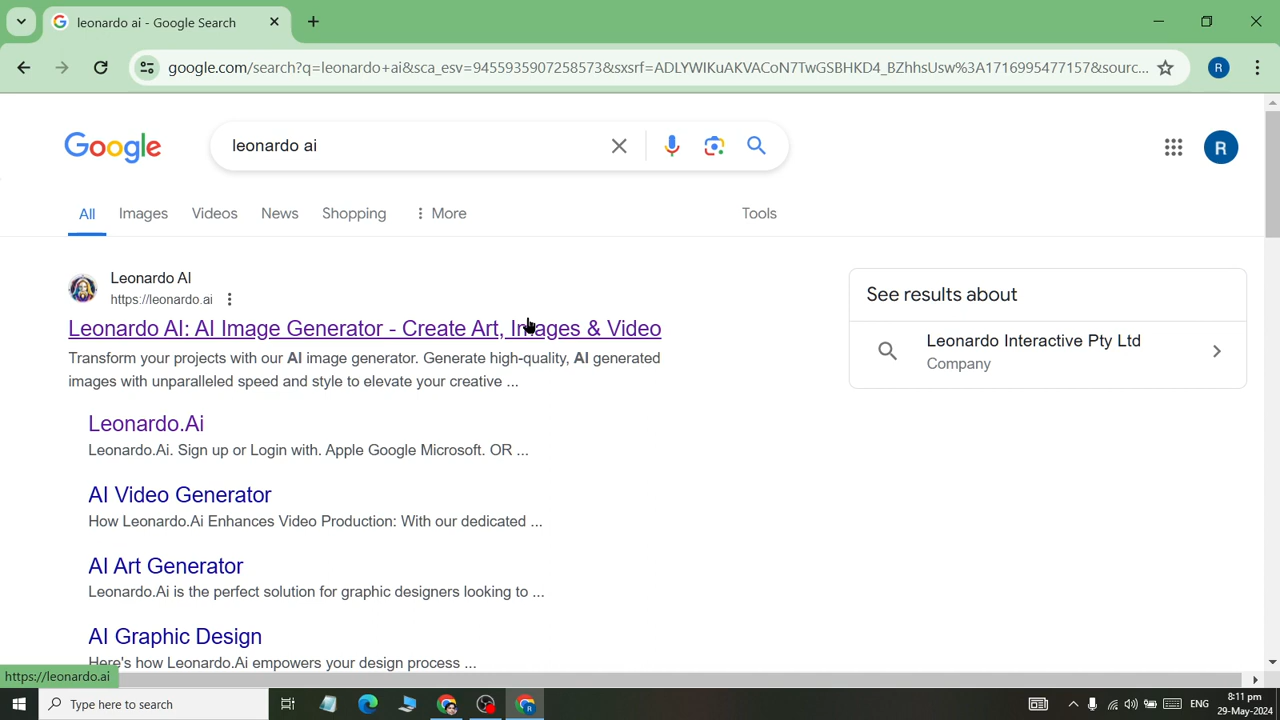 leonardo ai - Google Search
google.com/search?q=leonardo+ai&sca_esv=9455935907258573&sxsrf=ADLYWIKuAKVACoN7TwGSBHKD4_BZhhsUsw%3A1716995477157&sourc...
R
Google
leonardo ai
R
All Images Videos News Shopping More Tools
Leonardo AI
https://leonardo.ai
Leonardo AI: AI Image Generator - Create Art, Images & Video
Transform your projects with our AI image generator. Generate high-quality, AI generated
images with unparalleled speed and style to elevate your creative ...
Leonardo.Ai
Leonardo.Ai. Sign up or Login with. Apple Google Microsoft. OR ...
AI Video Generator
How Leonardo.Ai Enhances Video Production: With our dedicated ...
AI Art Generator
Leonardo.Ai is the perfect solution for graphic designers looking to ...
AI Graphic Design
Here's how Leonardo.Ai empowers your design process ...
See results about
Leonardo Interactive Pty Ltd
Company
https://leonardo.ai
Type here to search
ENG
8:11 pm
29-May-2024